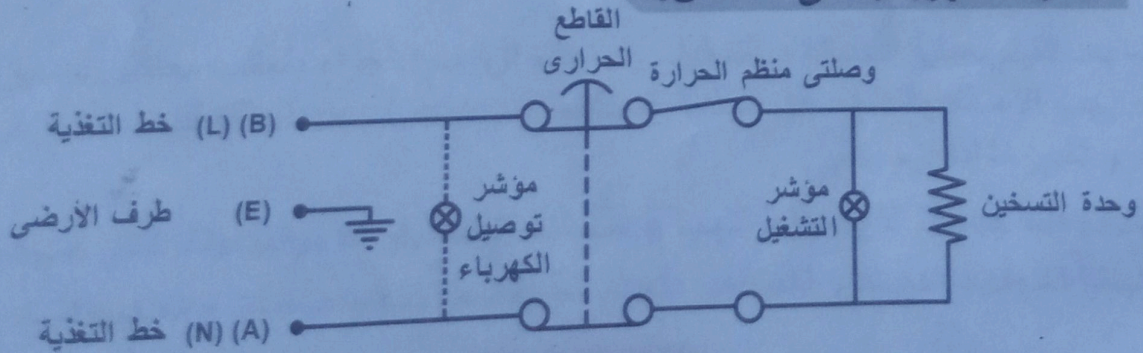 القاطع
الحرارى
وصلتى منظم الحرارة
خط التغذية (L) (B)
مؤشر
توصيل
الكهرباء
مؤشر
التشغيل
وحدة التسخين
طرف الأرضى (E)
خط التغذية (N) (A)